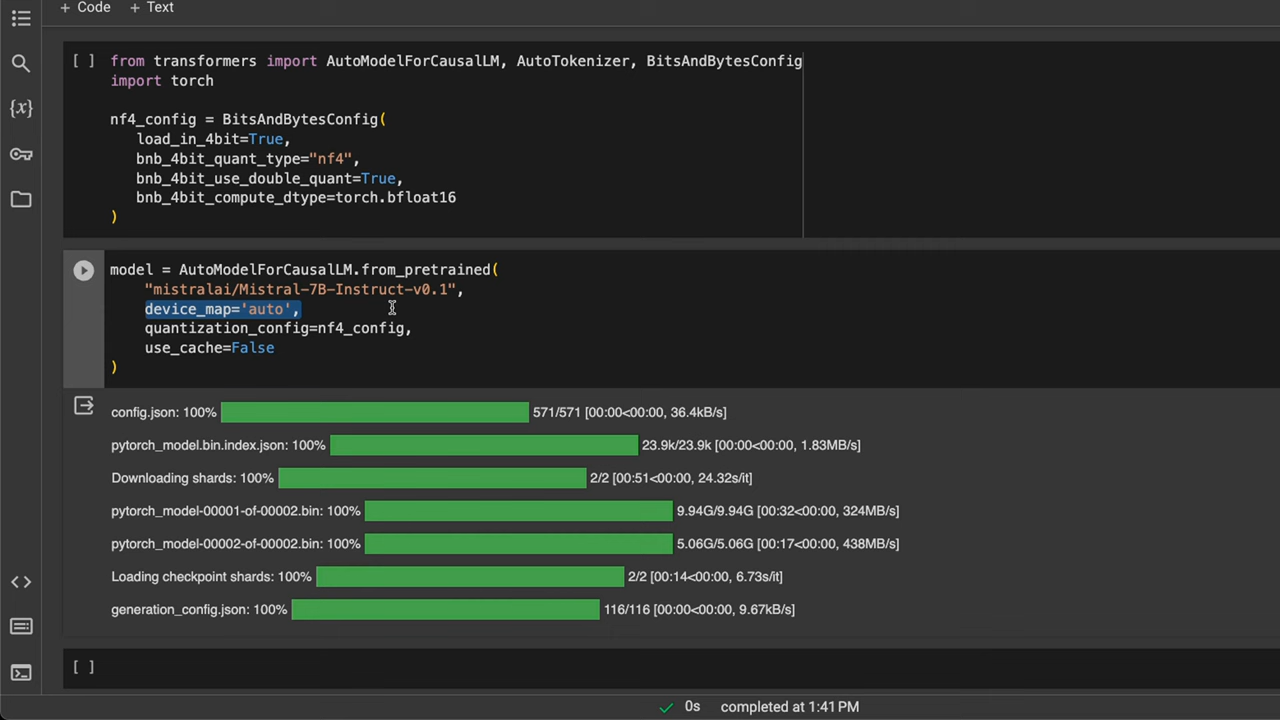 + Code + Text
[ ] from transformers import AutoModelForCausalLM, AutoTokenizer, BitsAndBytesConfig
import torch
nf4_config = BitsAndBytesConfig(
load_in_4bit=True,
bnb_4bit_quant_type="nf4",
bnb_4bit_use_double_quant=True,
bnb_4bit_compute_dtype=torch.bfloat16
)
model = AutoModelForCausalLM.from_pretrained(
"mistralai/Mistral-7B-Instruct-v0.1",
device_map='auto',
quantization_config=nf4_config,
use_cache=False
)
config.json: 100% 571/571 [00:00<00:00, 36.4kB/s]
pytorch_model.bin.index.json: 100% 23.9k/23.9k [00:00<00:00, 1.83MB/s]
Downloading shards: 100% 2/2 [00:51<00:00, 24.32s/it]
pytorch_model-00001-of-00002.bin: 100% 9.94G/9.94G [00:32<00:00, 324MB/s]
pytorch_model-00002-of-00002.bin: 100% 5.06G/5.06G [00:17<00:00, 438MB/s]
Loading checkpoint shards: 100% 2/2 [00:14<00:00, 6.73s/it]
generation_config.json: 100% 116/116 [00:00<00:00, 9.67kB/s]
[ ]
0s completed at 1:41 PM